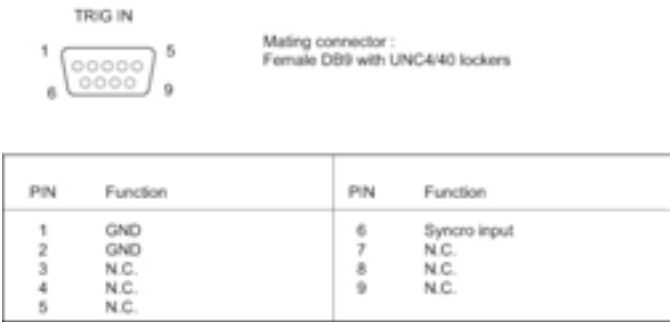 TRIG IN
1 5
6 9
Mating connector :
Female DB9 with UNC4/40 lockers
PIN Function PIN Function
1 GND 6 Syncro input
2 GND 7 N.C.
3 N.C. 8 N.C.
4 N.C. 9 N.C.
5 N.C.